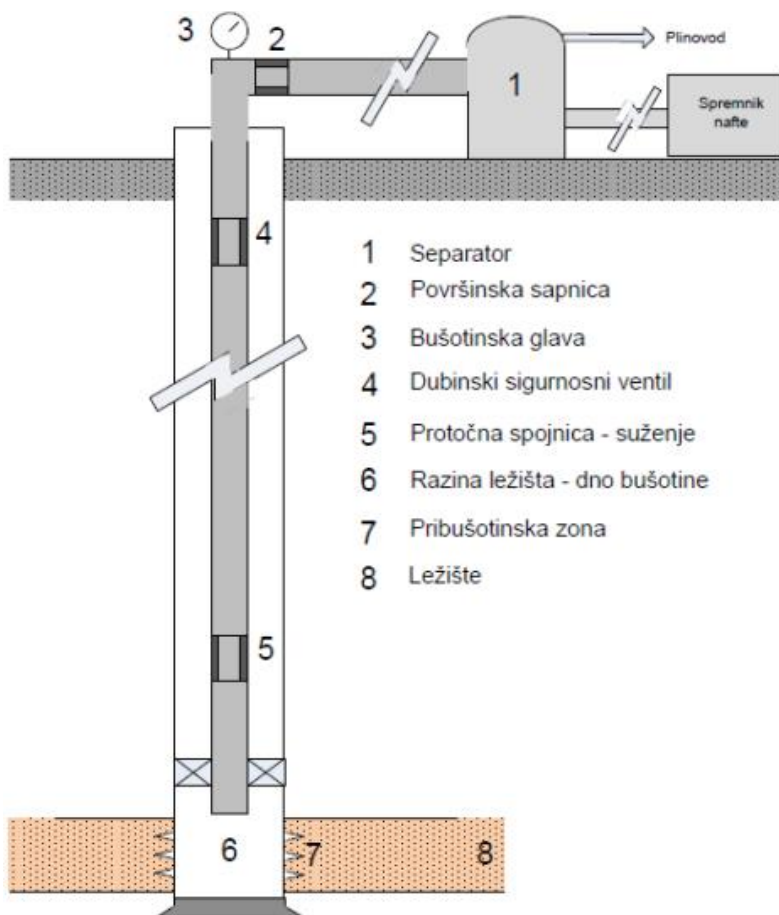 3
2
1
Plinovod
Spremnik
nafte
4
5
6
7
8
1 Separator
2 Površinska sapnica
3 Bušotinska glava
4 Dubinski sigurnosni ventil
5 Protočna spojnica - suženje
6 Razina ležišta - dno bušotine
7 Pribušotinska zona
8 Ležište